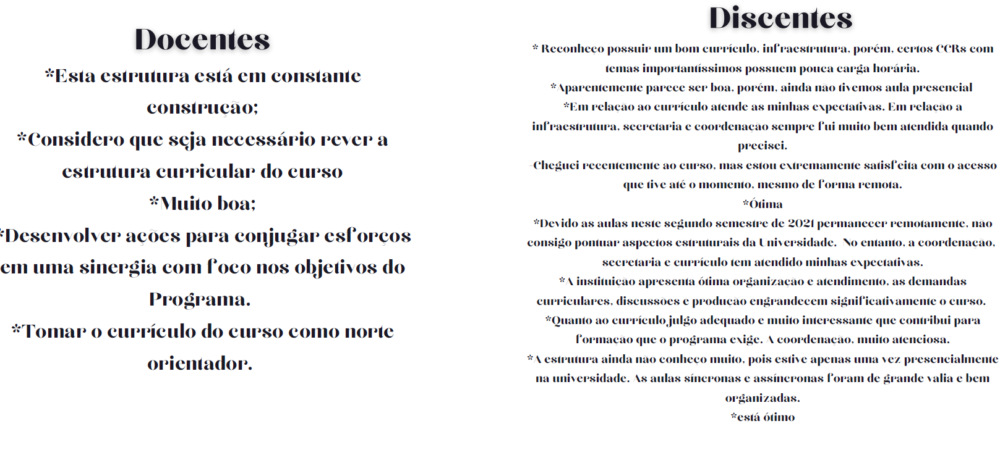 Docentes
*Esta estrutura está em constante
construção;
*Considero que seja necessário rever a
estrutura curricular do curso
*Muito boa;
*Desenvolver ações para conjugar esforços
em uma sinergia com foco nos objetivos do
Programa.
*Tomar o currículo do curso como norte
orientador.
Discentes
* Reconheço possuir um bom currículo, infraestrutura, porém, certos CCRs com
temas importantíssimos possuem pouca carga horária.
*Aparentemente parece ser boa, porém, ainda não tivemos aula presencial
*Em relação ao currículo atende as minhas expectativas. Em relação a
infraestrutura, secretaria e coordenação sempre fui muito bem atendida quando
precisei.
-Cheguei recentemente ao curso, mas estou extremamente satisfeita com o acesso
que tive até o momento, mesmo de forma remota.
*Ótima
*Devido as aulas neste segundo semestre de 2021 permanecer remotamente, não
consigo pontuar aspectos estruturais da Universidade. No entanto, a coordenação,
secretaria e currículo tem atendido minhas expectativas.
*A instituição apresenta ótima organização e atendimento, as demandas
curriculares, discussões e produção engrandecem significativamente o curso.
*Quanto ao currículo julgo adequado e muito interessante que contribui para
formação que o programa exige. A coordenação, muito atenciosa.
*A estrutura ainda não conheço muito, pois estive apenas uma vez presencialmente
na universidade. As aulas síncronas e assíncronas foram de grande valia e bem
organizadas.
*está ótimo